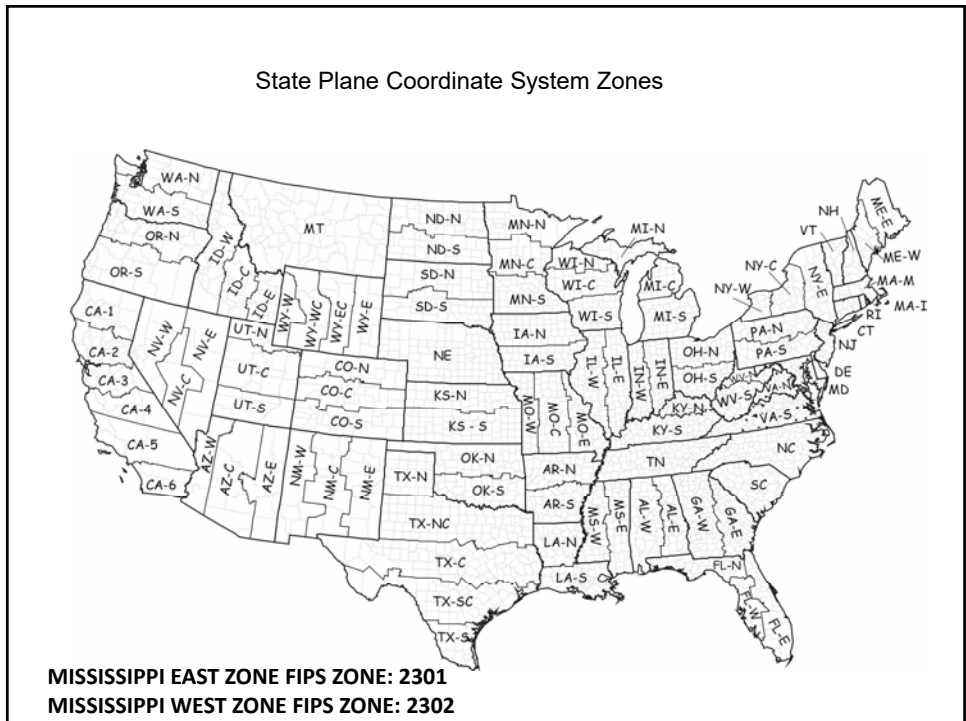 State Plane Coordinate System Zones
WA-N
WA-S
OR-N
OR-S
ID-W
ID-C
ID-E
MT
WY-W
WY-WC
WY-EC
WY-E
ND-N
ND-S
SD-N
SD-S
NE
KS-N
KS - S
MN-N
MN-C
MN-S
IA-N
IA-S
WI-N
WI-C
WI-S
MI-N
MI-C
MI-S
CA-1
CA-2
CA-3
CA-4
CA-5
CA-6
NV-W
NV-C
NV-E
UT-N
UT-C
UT-S
CO-N
CO-C
CO-S
AZ-W
AZ-C
AZ-E
NM-W
NM-C
NM-E
TX-N
TX-NC
TX-C
TX-SC
TX-S
OK-N
OK-S
MO-W
MO-C
MO-E
AR-N
AR-S
LA-N
LA-S
IL-W
IL-E
IN-W
IN-E
OH-N
OH-S
KY-N
KY-S
TN
MS-W
MS-E
AL-W
AL-E
GA-W
GA-E
FL-N
FL-W
FL-E
SC
NC
VA-N
VA-S
WV-N
WV-S
PA-N
PA-S
NY-W
NY-C
NY-E
VT
NH
ME-E
ME-W
MA-M
MA-I
RI
CT
NJ
DE
MD
MISSISSIPPI EAST ZONE FIPS ZONE: 2301
MISSISSIPPI WEST ZONE FIPS ZONE: 2302